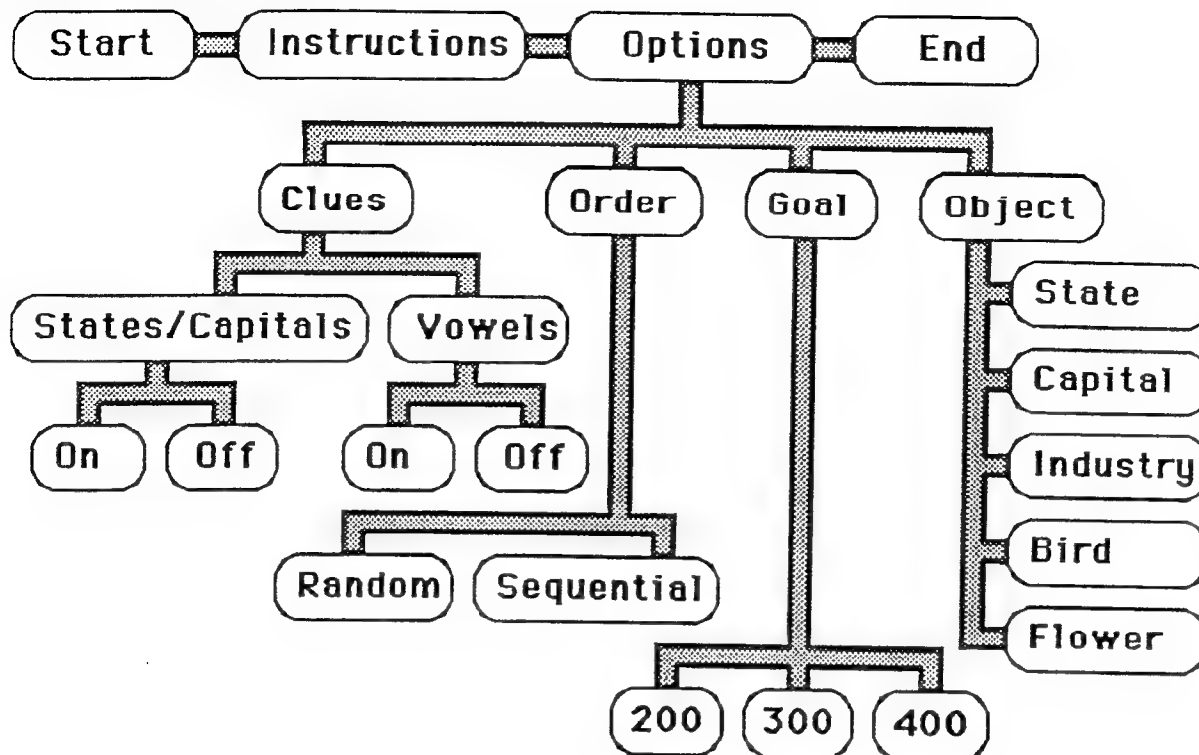 Start Instructions Options End
Clues Order Goal Object
States/Capitals Vowels State
Capital
On Off On Off Industry
Bird
Random Sequential
Flower
200 300 400